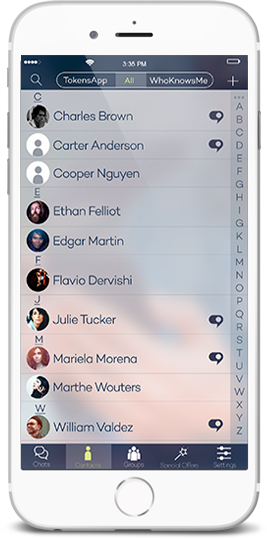 3:35 PM
TokensApp All WhoKnowsMe +
C
Charles Brown
Carter Anderson
Cooper Nguyen
E
Ethan Felliot
Edgar Martin
F
Flavio Dervishi
J
Julie Tucker
M
Mariela Morena
Marthe Wouters
W
William Valdez
A
B
C
D
E
F
G
H
I
J
K
L
M
N
O
P
Q
R
S
T
U
V
W
X
Y
Z
Chats Contacts Groups Special Offers Settings